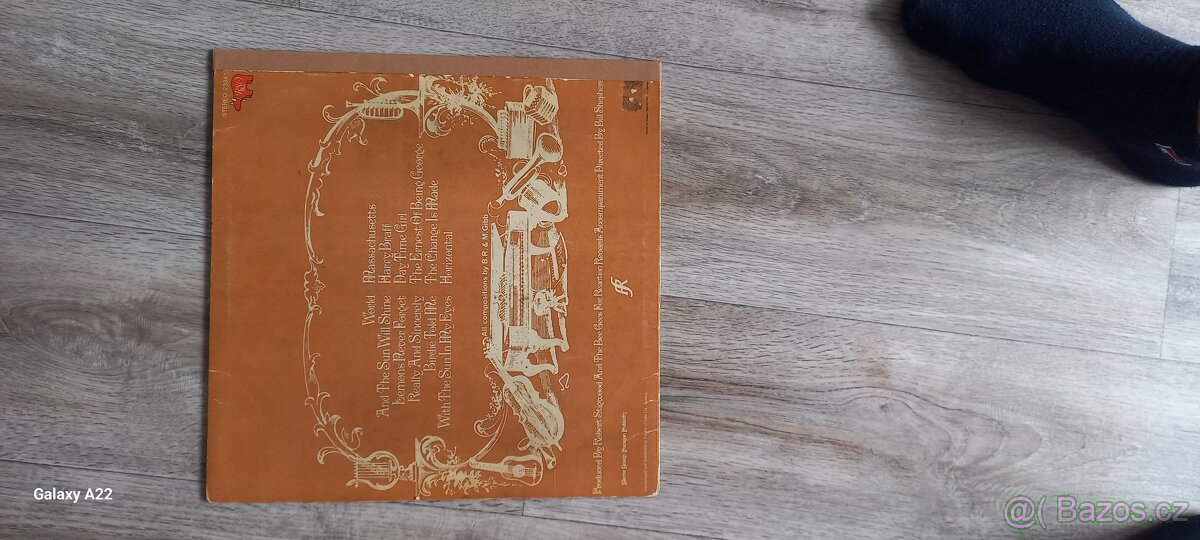 RSO
World
And The Sun Will Shine
Lemons Never Forget
Really And Sincerely
Birdie Told Me
With The Sun In My Eyes
Massachusetts
Harry Braff
Day Time Girl
The Ernest Of Being George
The Change Is Made
Horizontal
All compositions by B.R & M Gibb
Produced By Robert Stigwood And The Bee Gees For Reaction Records Accompaniment Directed By Bill Shepherd
Galaxy A22
@( Bazos.cz